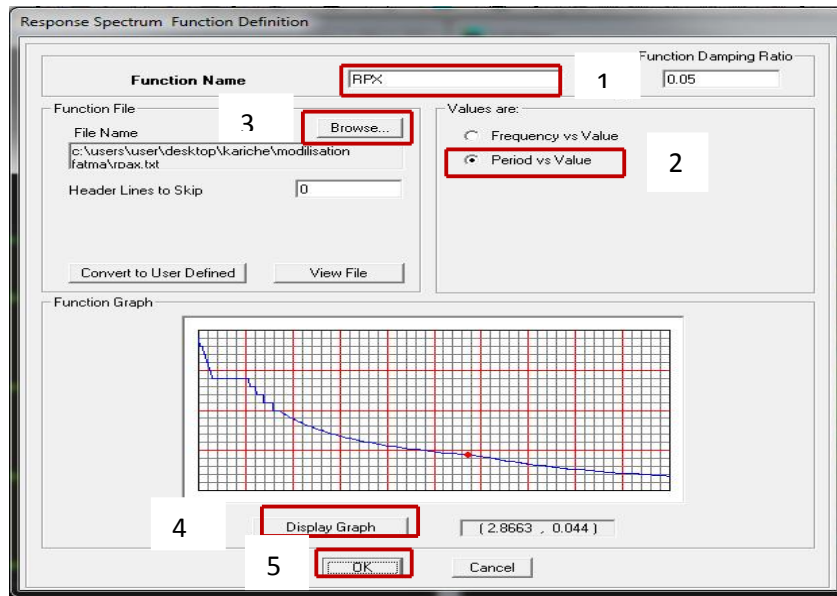 Response Spectrum Function Definition
Function Damping Ratio
Function Name
RPX
1
0.05
Function File
3
Browse...
File Name
c:\users\user\desktop\kariche\modilisation
fatma\rpax.txt
Header Lines to Skip
0
Convert to User Defined
View File
Values are:
Frequency vs Value
Period vs Value
2
Function Graph
4
Display Graph
( 2.8663 , 0.044 )
5
OK
Cancel